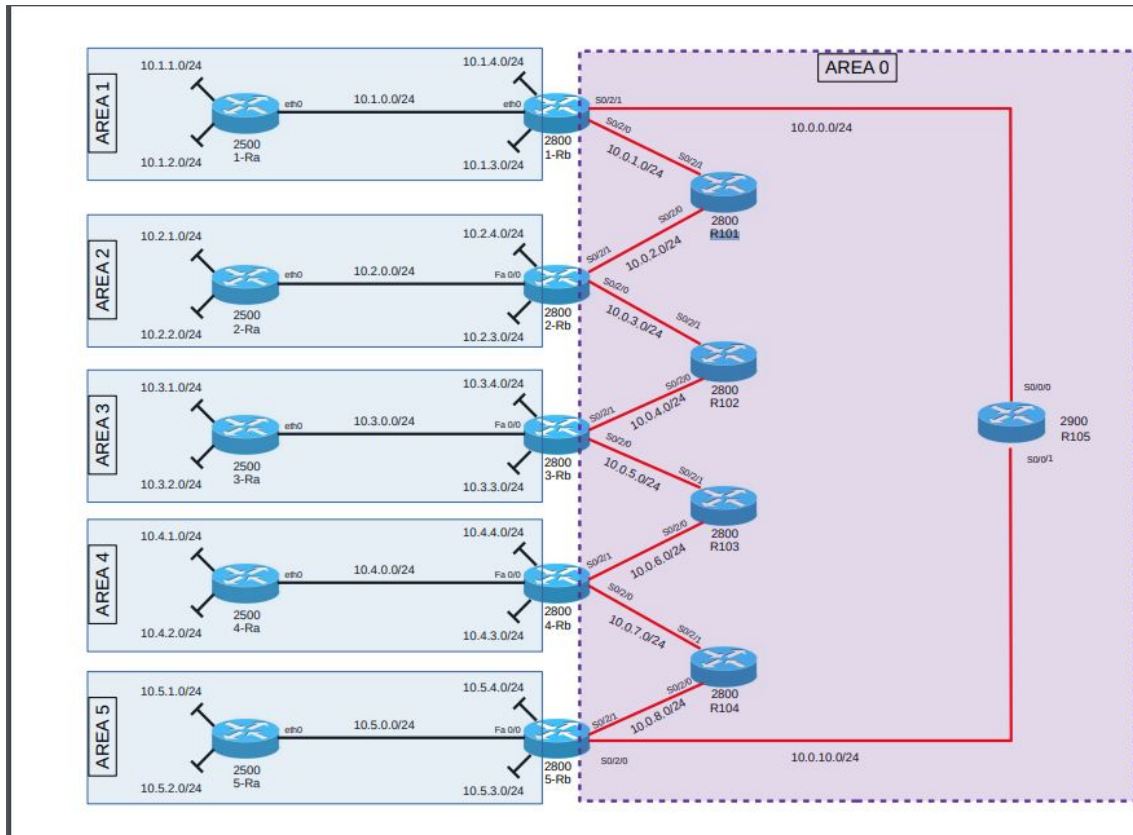 AREA 0
AREA 1
10.1.1.0/24
10.1.2.0/24
2500
1-Ra
eth0
10.1.0.0/24
eth0
10.1.4.0/24
10.1.3.0/24
2800
1-Rb
S0/2/1
S0/2/0
10.0.0.0/24
10.0.1.0/24
S0/2/1
2800
R101
S0/2/0
10.0.2.0/24
AREA 2
10.2.1.0/24
10.2.2.0/24
2500
2-Ra
eth0
10.2.0.0/24
Fa 0/0
10.2.4.0/24
10.2.3.0/24
2800
2-Rb
S0/2/1
S0/2/0
10.0.3.0/24
S0/2/1
2800
R102
S0/2/0
10.0.4.0/24
AREA 3
10.3.1.0/24
10.3.2.0/24
2500
3-Ra
eth0
10.3.0.0/24
Fa 0/0
10.3.4.0/24
10.3.3.0/24
2800
3-Rb
S0/2/1
S0/2/0
10.0.5.0/24
S0/2/1
2800
R103
S0/2/0
10.0.6.0/24
AREA 4
10.4.1.0/24
10.4.2.0/24
2500
4-Ra
eth0
10.4.0.0/24
Fa 0/0
10.4.4.0/24
10.4.3.0/24
2800
4-Rb
S0/2/1
S0/2/0
10.0.7.0/24
S0/2/1
2800
R104
S0/2/0
10.0.8.0/24
AREA 5
10.5.1.0/24
10.5.2.0/24
2500
5-Ra
eth0
10.5.0.0/24
Fa 0/0
10.5.4.0/24
10.5.3.0/24
2800
5-Rb
S0/2/1
S0/2/0
10.0.10.0/24
S0/0/0
2900
R105
S0/0/1